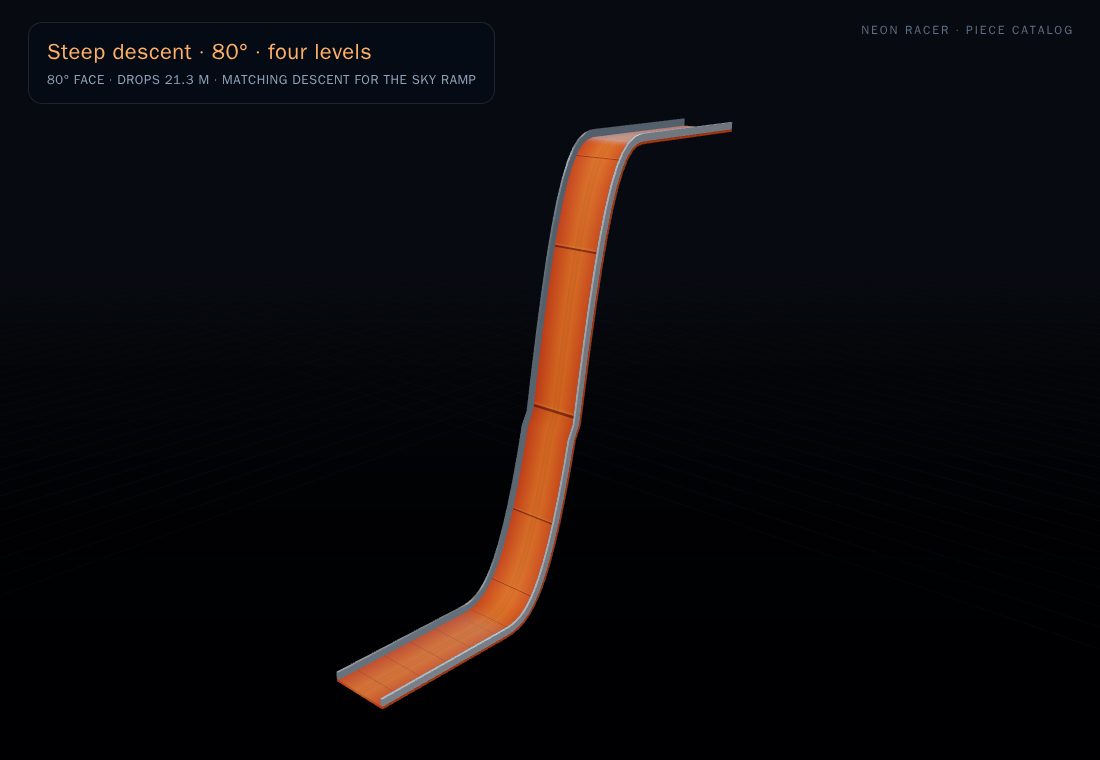 Steep descent · 80° · four levels
80° FACE · DROPS 21.3 M · MATCHING DESCENT FOR THE SKY RAMP
NEON RACER · PIECE CATALOG